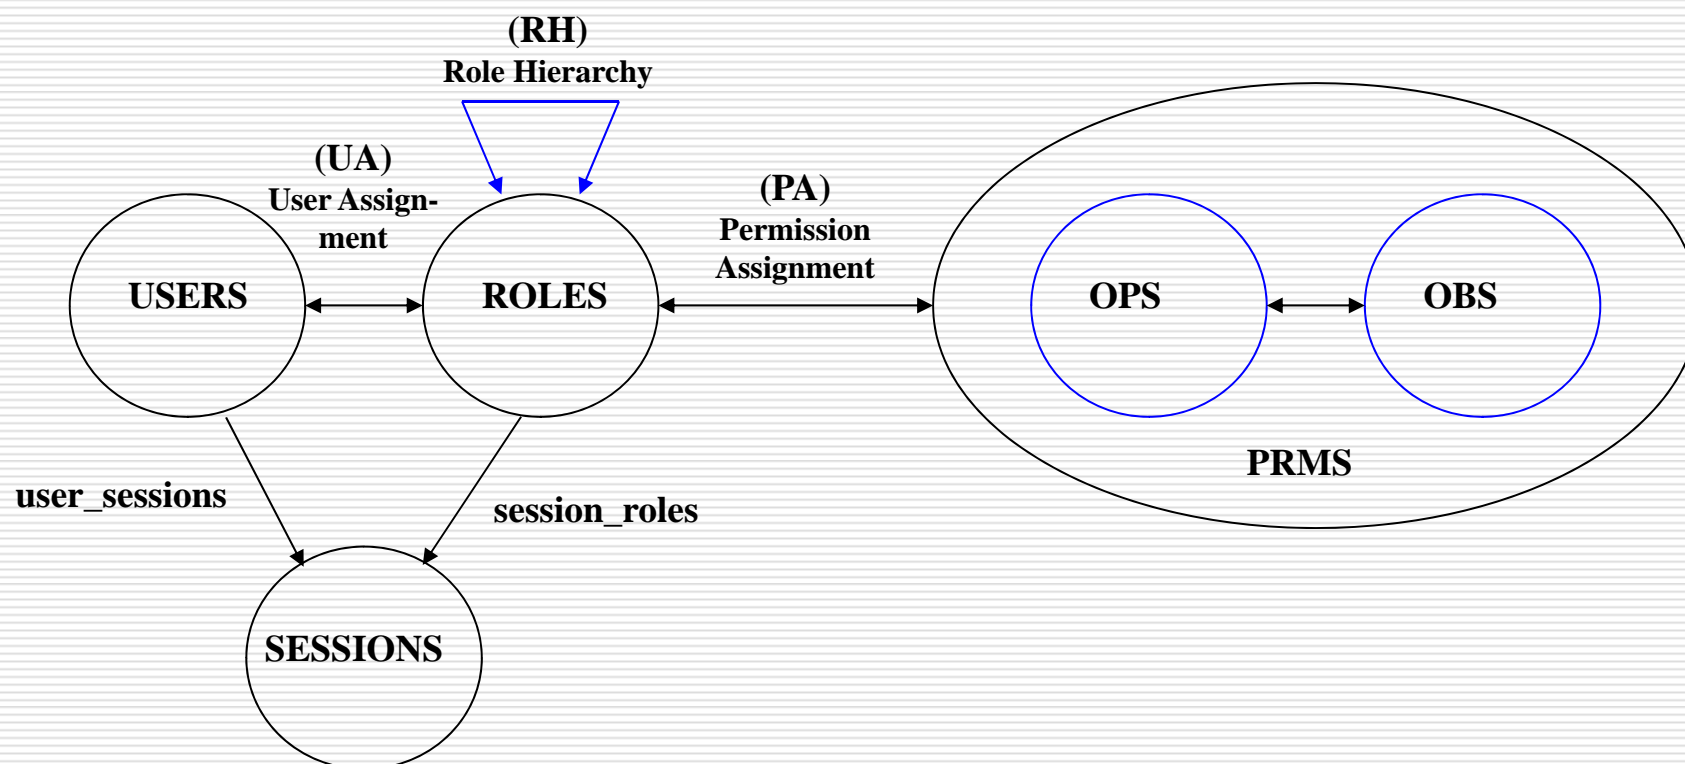 (RH)
Role Hierarchy
(UA)
User Assign-
ment
(PA)
Permission
Assignment
USERS
ROLES
OPS
OBS
PRMS
user_sessions
session_roles
SESSIONS